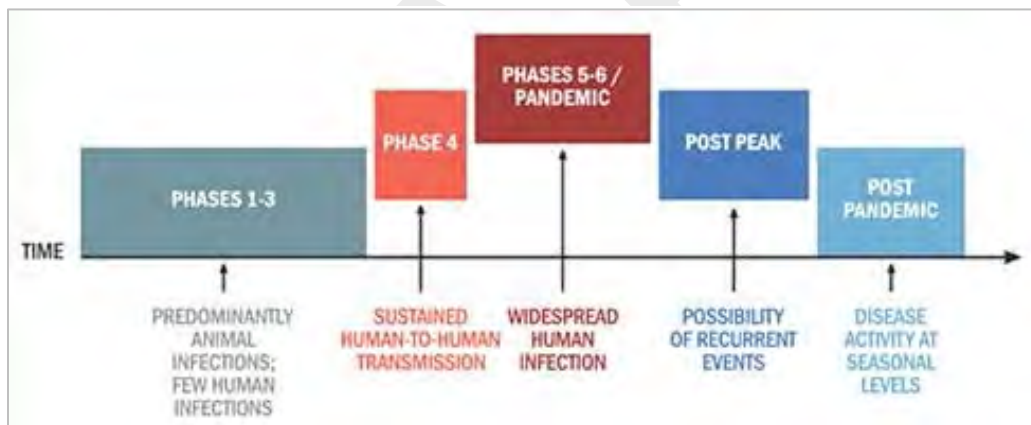 PHASES 5-6 /
PANDEMIC
PHASE 4
POST PEAK
PHASES 1-3
POST
PANDEMIC
TIME
PREDOMINANTLY
ANIMAL
INFECTIONS;
FEW HUMAN
INFECTIONS
SUSTAINED
HUMAN-TO-HUMAN
TRANSMISSION
WIDESPREAD
HUMAN
INFECTION
POSSIBILITY
OF RECURRENT
EVENTS
DISEASE
ACTIVITY AT
SEASONAL
LEVELS